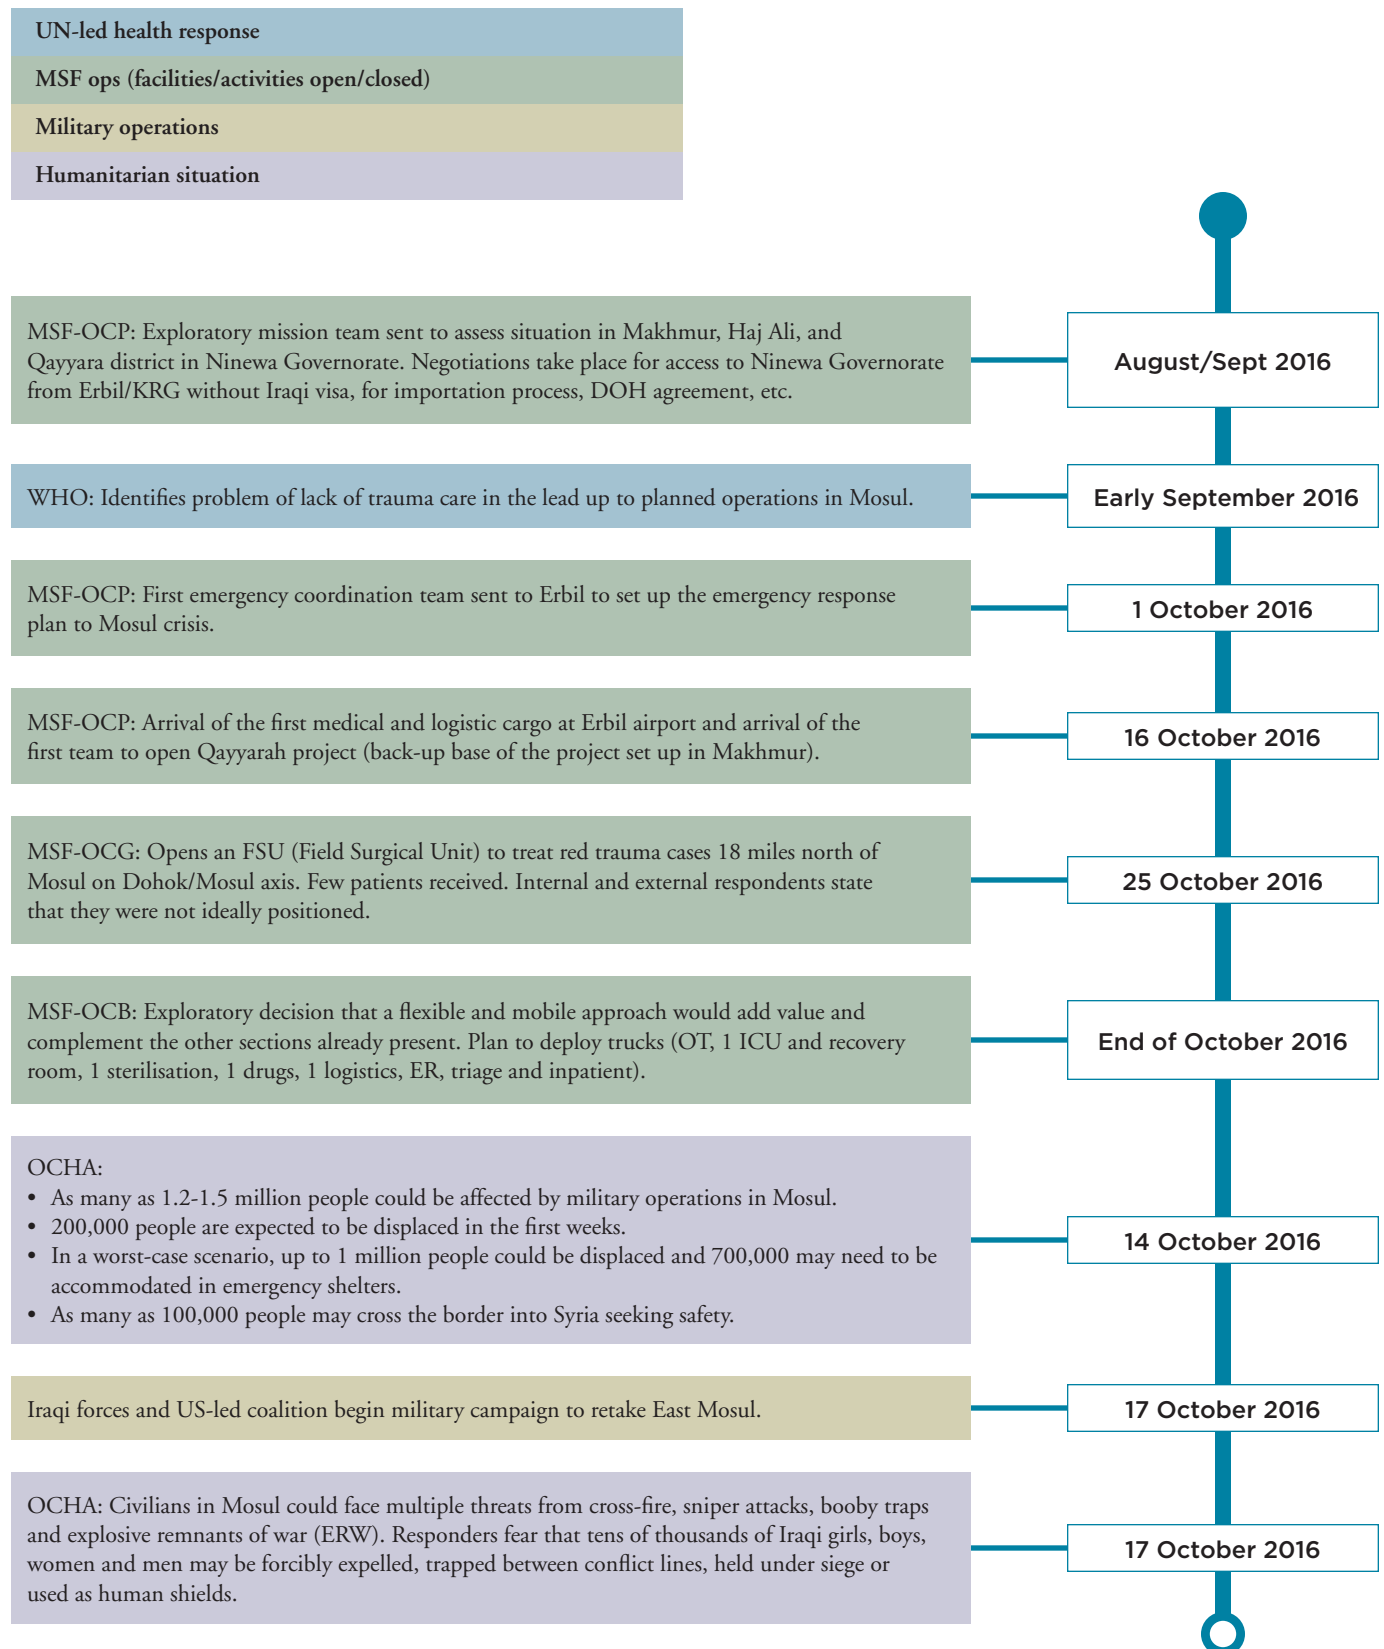 UN-led health response
MSF ops (facilities/activities open/closed)
Military operations
Humanitarian situation
MSF-OCP: Exploratory mission team sent to assess situation in Makhmur, Haj Ali, and
Qayyara district in Ninewa Governorate. Negotiations take place for access to Ninewa Governorate
from Erbil/KRG without Iraqi visa, for importation process, DOH agreement, etc.
August/Sept 2016
WHO: Identifies problem of lack of trauma care in the lead up to planned operations in Mosul.
Early September 2016
MSF-OCP: First emergency coordination team sent to Erbil to set up the emergency response
plan to Mosul crisis.
1 October 2016
MSF-OCP: Arrival of the first medical and logistic cargo at Erbil airport and arrival of the
first team to open Qayyarah project (back-up base of the project set up in Makhmur).
16 October 2016
MSF-OCG: Opens an FSU (Field Surgical Unit) to treat red trauma cases 18 miles north of
Mosul on Dohok/Mosul axis. Few patients received. Internal and external respondents state
that they were not ideally positioned.
25 October 2016
MSF-OCB: Exploratory decision that a flexible and mobile approach would add value and
complement the other sections already present. Plan to deploy trucks (OT, 1 ICU and recovery
room, 1 sterilisation, 1 drugs, 1 logistics, ER, triage and inpatient).
End of October 2016
OCHA:
• As many as 1.2-1.5 million people could be affected by military operations in Mosul.
• 200,000 people are expected to be displaced in the first weeks.
• In a worst-case scenario, up to 1 million people could be displaced and 700,000 may need to be
accommodated in emergency shelters.
• As many as 100,000 people may cross the border into Syria seeking safety.
14 October 2016
Iraqi forces and US-led coalition begin military campaign to retake East Mosul.
17 October 2016
OCHA: Civilians in Mosul could face multiple threats from cross-fire, sniper attacks, booby traps
and explosive remnants of war (ERW). Responders fear that tens of thousands of Iraqi girls, boys,
women and men may be forcibly expelled, trapped between conflict lines, held under siege or
used as human shields.
17 October 2016